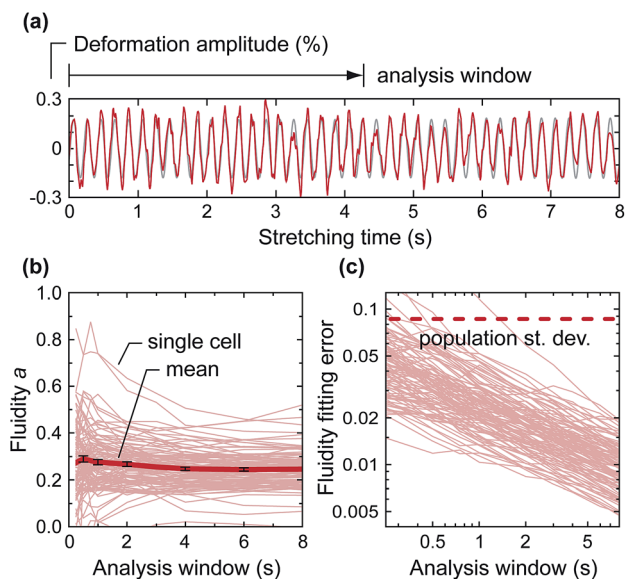 (a)
Deformation amplitude (%)
analysis window
0.3
0
-0.3
0 1 2 3 4 5 6 7 8
Stretching time (s)
(b)
Fluidity a
1.0
0.8
0.6
0.4
0.2
0.0
single cell
mean
0 2 4 6 8
Analysis window (s)
(c)
Fluidity fitting error
0.1
0.05
0.02
0.01
0.005
population st. dev.
0.5 1 2 5
Analysis window (s)